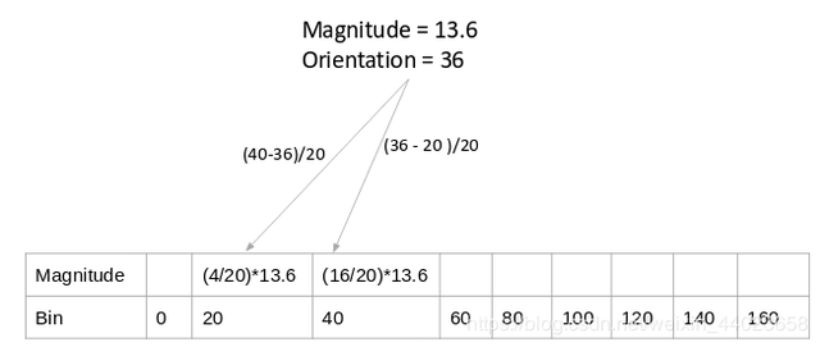 Magnitude = 13.6
Orientation = 36
(40-36)/20
(36 - 20 )/20
Magnitude (4/20)*13.6 (16/20)*13.6
Bin 0 20 40 60 80 100 120 140 160